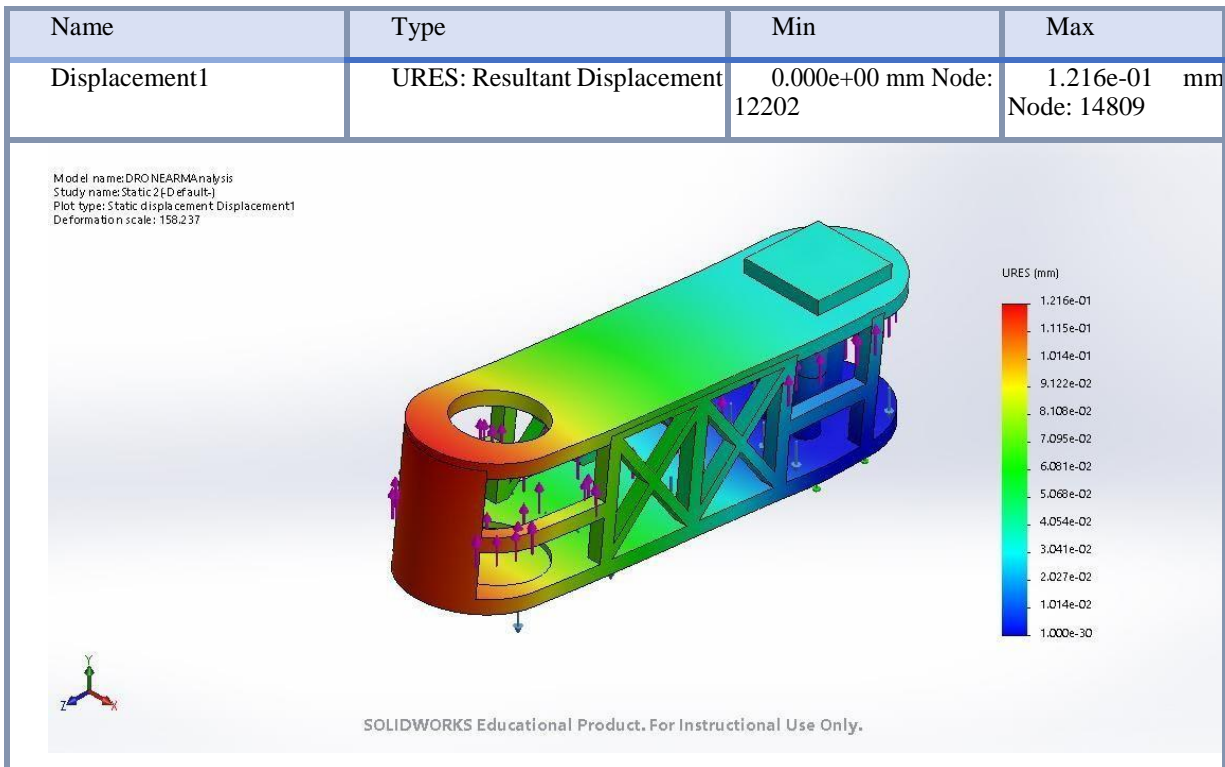 Name Type Min Max
Displacement1 URES: Resultant Displacement 0.000e+00 mm Node: 12202 1.216e-01 mm Node: 14809
Model name:DRONEARMAnalysis
Study name:Static 2(-Default-)
Plot type: Static displacement Displacement1
Deformation scale: 158.237
URES (mm)
1.216e-01
1.115e-01
1.014e-01
9.122e-02
8.108e-02
7.095e-02
6.081e-02
5.068e-02
4.054e-02
3.041e-02
2.027e-02
1.014e-02
1.000e-30
Y
Z X
SOLIDWORKS Educational Product. For Instructional Use Only.